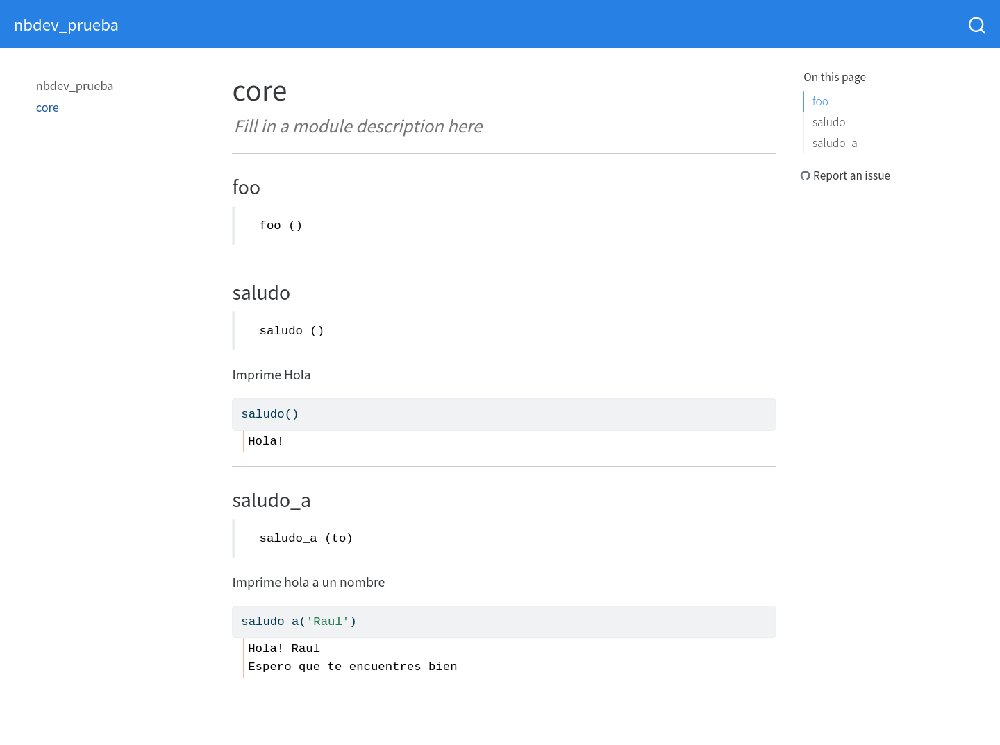 nbdev_prueba
nbdev_prueba
core
core
Fill in a module description here
foo
foo ()
saludo
saludo ()
Imprime Hola
saludo()
Hola!
saludo_a
saludo_a (to)
Imprime hola a un nombre
saludo_a('Raul')
Hola! Raul
Espero que te encuentres bien
On this page
foo
saludo
saludo_a
Report an issue